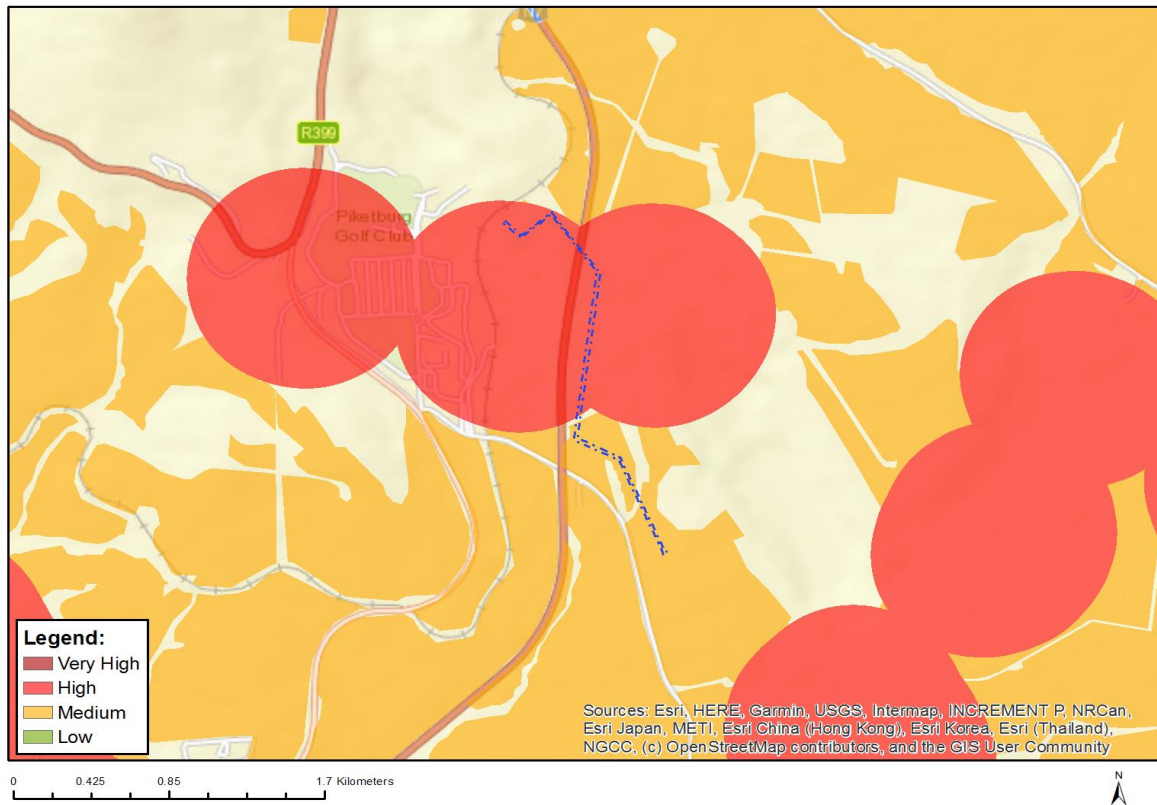 N7
R399
Piketburg
Golf Club
Legend:
Very High
High
Medium
Low
Sources: Esri, HERE, Garmin, USGS, Intermap, INCREMENT P, NRCan,
Esri Japan, METI, Esri China (Hong Kong), Esri Korea, Esri (Thailand),
NGCC, (c) OpenStreetMap contributors, and the GIS User Community
0 0.425 0.85 1.7 Kilometers
N